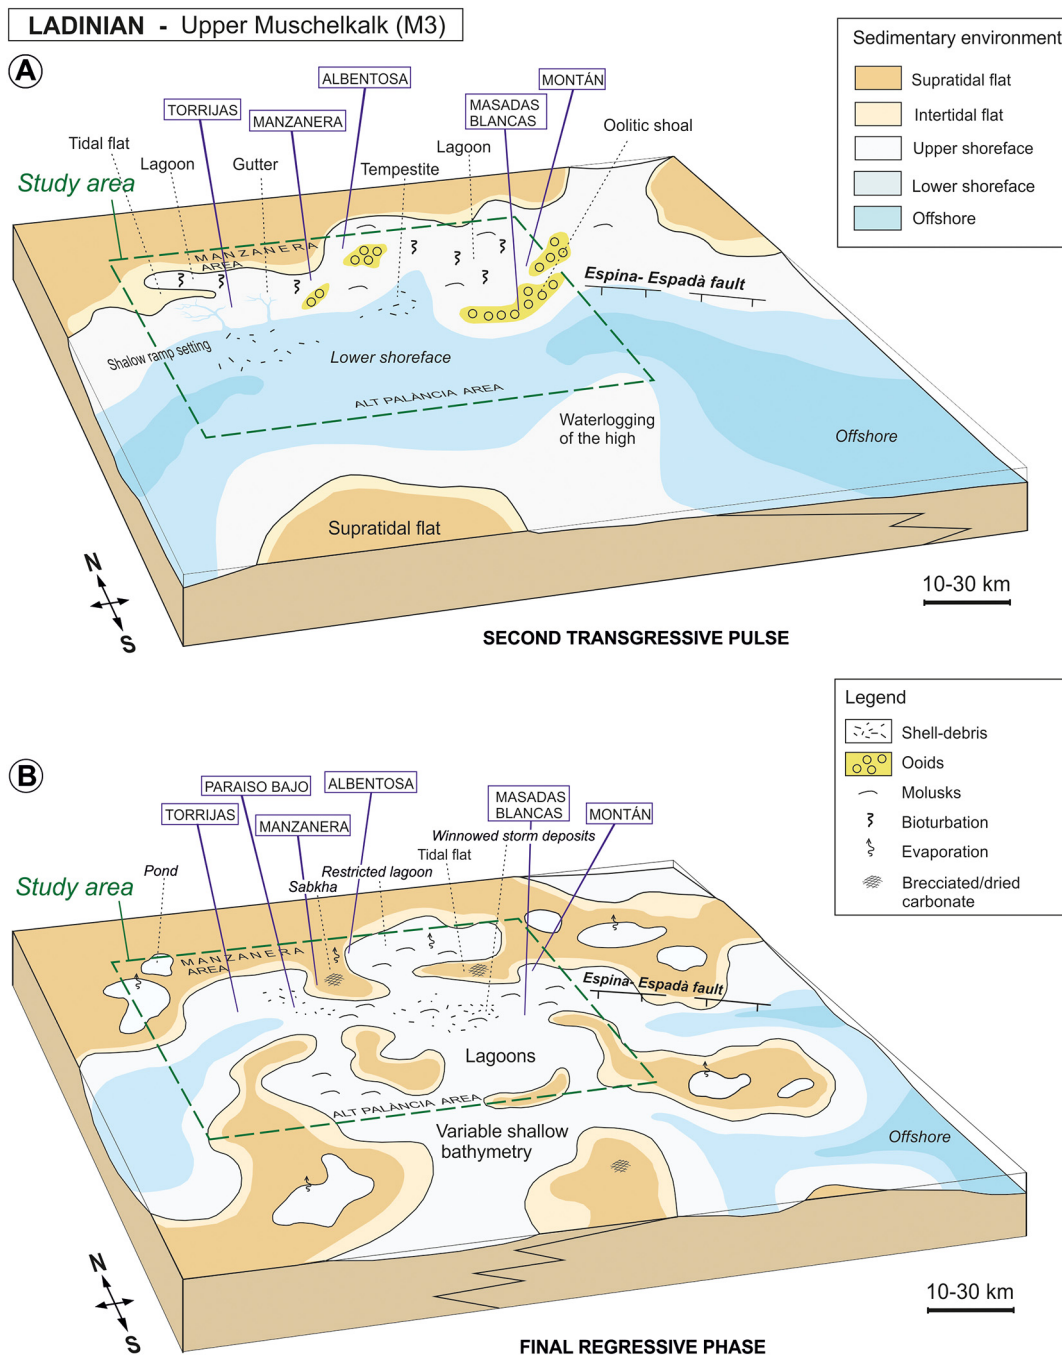 LADINIAN - Upper Muschelkalk (M3)
Sedimentary environment
Supratidal flat
Intertidal flat
Upper shoreface
Lower shoreface
Offshore
A
ALBENTOSA
MONTÁN
TORRIJAS
MANZANERA
MASADAS
BLANCAS
Oolitic shoal
Tidal flat
Lagoon
Gutter
Tempestite
Lagoon
Study area
MANZANERA
AREA
Espina- Espadà fault
Shalow ramp setting
Lower shoreface
ALT PALÀNCIA AREA
Waterlogging
of the high
Offshore
Supratidal flat
N
S
10-30 km
SECOND TRANSGRESSIVE PULSE
Legend
Shell-debris
Ooids
Molusks
Bioturbation
Evaporation
Brecciated/dried
carbonate
B
PARAISO BAJO
ALBENTOSA
TORRIJAS
MANZANERA
MASADAS
BLANCAS
MONTÁN
Winnowed storm deposits
Tidal flat
Pond
Restricted lagoon
Sabkha
Study area
MANZANERA
AREA
Espina- Espadà fault
Lagoons
ALT PALÀNCIA AREA
Variable shallow
bathymetry
Offshore
N
S
10-30 km
FINAL REGRESSIVE PHASE